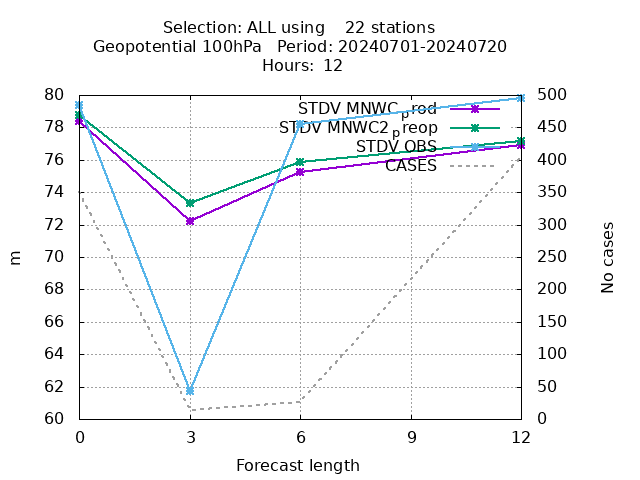 Selection: ALL using 22 stations
Geopotential 100hPa Period: 20240701-20240720
Hours: 12
80 500
STDV MNWCprod
78 STDV MNWC2preop 450
STDV OBS
76 CASES 400
74 350
72 300
70 250
68 200
66 150
64 100
62 50
60 0
m
No cases
0 3 6 9 12
Forecast length